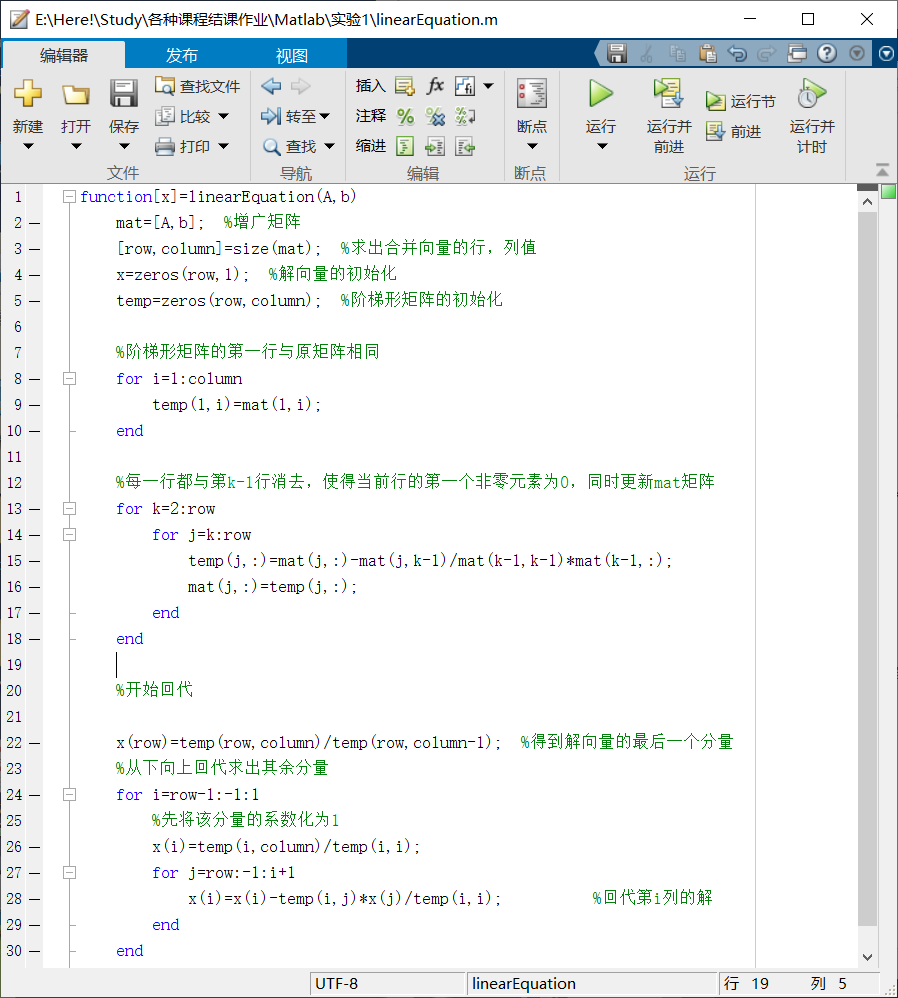 E:\Here!\Study\各种课程结课作业\Matlab\实验1\linearEquation.m
编辑器 发布 视图
新建 打开 保存 查找文件 比较 打印 文件
转至 查找 导航
插入 fx
注释
缩进
编辑
断点 断点
运行 运行并前进 运行节 前进 运行并计时 运行
1 function[x]=linearEquation(A,b)
2 mat=[A,b]; %增广矩阵
3 [row,column]=size(mat); %求出合并向量的行，列值
4 x=zeros(row,1); %解向量的初始化
5 temp=zeros(row,column); %阶梯形矩阵的初始化
6
7 %阶梯形矩阵的第一行与原矩阵相同
8 for i=1:column
9 temp(1,i)=mat(1,i);
10 end
11
12 %每一行都与第k-1行消去，使得当前行的第一个非零元素为0，同时更新mat矩阵
13 for k=2:row
14 for j=k:row
15 temp(j,:)=mat(j,:)-mat(j,k-1)/mat(k-1,k-1)*mat(k-1,:);
16 mat(j,:)=temp(j,:);
17 end
18 end
19
20 %开始回代
21
22 x(row)=temp(row,column)/temp(row,column-1); %得到解向量的最后一个分量
23 %从下向上回代求出其余分量
24 for i=row-1:-1:1
25 %先将该分量的系数化为1
26 x(i)=temp(i,column)/temp(i,i);
27 for j=row:-1:i+1
28 x(i)=x(i)-temp(i,j)*x(j)/temp(i,i); %回代第i列的解
29 end
30 end
UTF-8 linearEquation 行 19 列 5